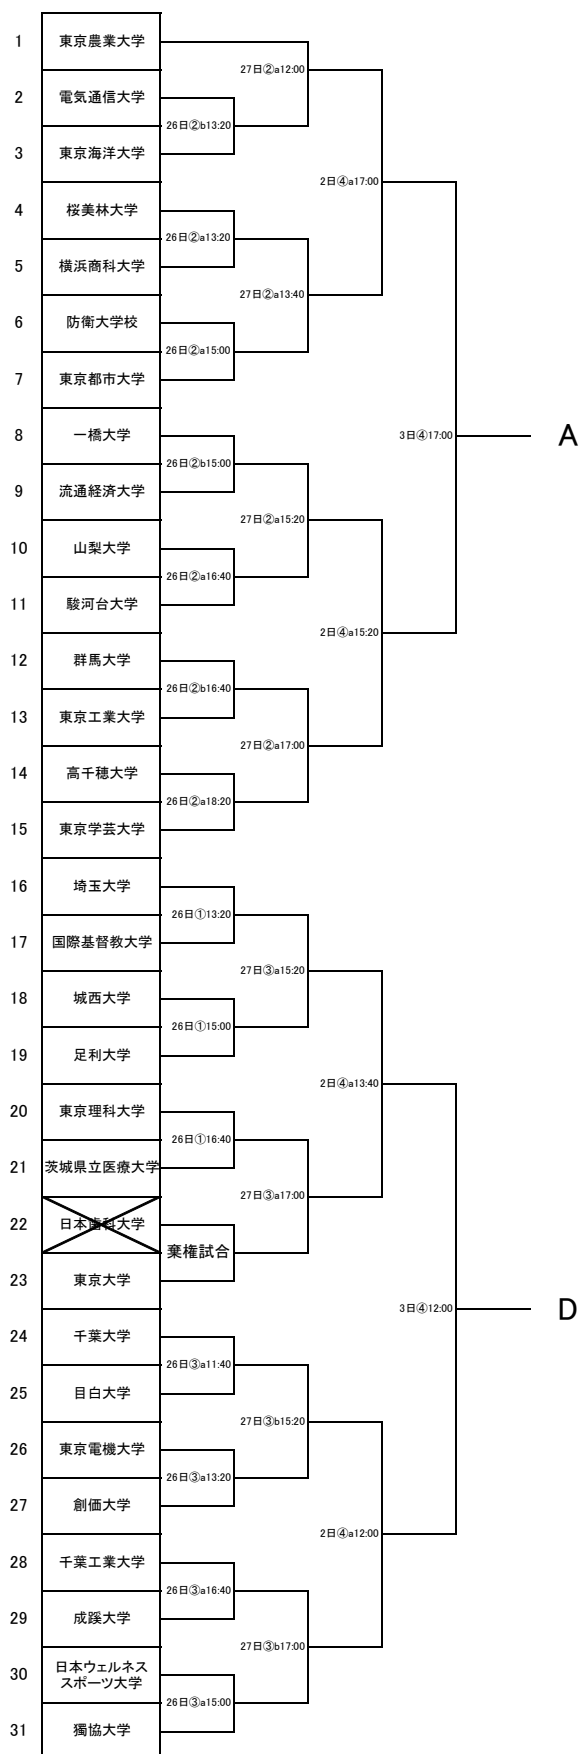 1 東京農業大学
27日②a12:00
2 電気通信大学
26日②b13:20
3 東京海洋大学
2日④a17:00
4 桜美林大学
26日②a13:20
5 横浜商科大学
27日②a13:40
6 防衛大学校
26日②a15:00
7 東京都市大学
8 一橋大学
3日④17:00
A
26日②b15:00
9 流通経済大学
27日②a15:20
10 山梨大学
26日②a16:40
11 駿河台大学
2日④a15:20
12 群馬大学
26日②b16:40
13 東京工業大学
27日②a17:00
14 高千穂大学
26日②a18:20
15 東京学芸大学
16 埼玉大学
26日①13:20
17 国際基督教大学
27日③a15:20
18 城西大学
26日①15:00
19 足利大学
2日④a13:40
20 東京理科大学
26日①16:40
21 茨城県立医療大学
27日③a17:00
22 日本歯科大学
棄権試合
23 東京大学
3日④12:00
D
24 千葉大学
26日③a11:40
25 目白大学
27日③b15:20
26 東京電機大学
26日③a13:20
27 創価大学
2日④a12:00
28 千葉工業大学
26日③a16:40
29 成蹊大学
27日③b17:00
30 日本ウェルネス
スポーツ大学
26日③a15:00
31 獨協大学